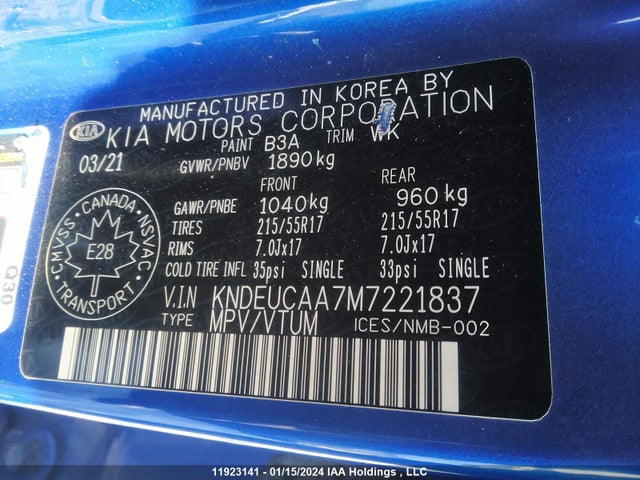 MANUFACTURED IN KOREA BY
KIA KIA MOTORS CORPORATION
03/21 PAINT B3A TRIM WK
GVWR/PNBV 1890kg
FRONT REAR
GAWR/PNBE 1040kg 960kg
TIRES 215/55R17 215/55R17
RIMS 7.0Jx17 7.0Jx17
COLD TIRE INFL 35psi SINGLE 33psi SINGLE
CANADA
CMVSS NSVAC
E28
TRANSPORT
V.I.N KNDEUCAA7M7221837
TYPE MPV/VTUM ICES/NMB-002
Q30
11923141 - 01/15/2024 IAA Holdings , LLC